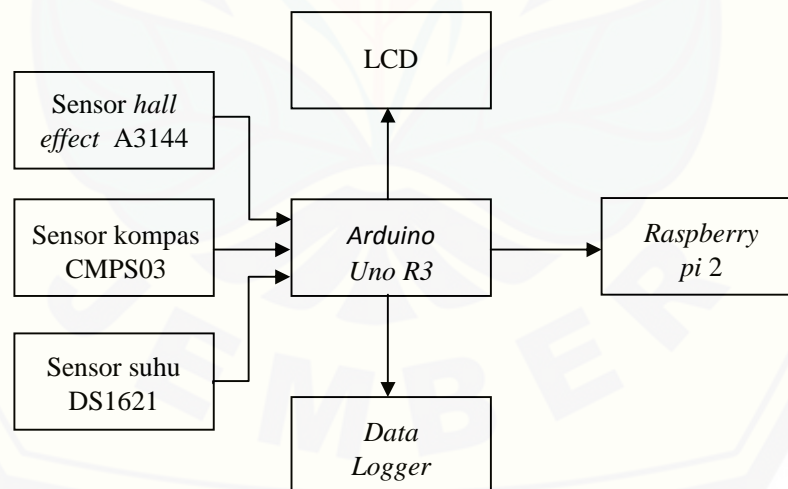 LCD
Sensor hall
effect A3144
Sensor kompas
CMPS03
Sensor suhu
DS1621
Arduino
Uno R3
Raspberry
pi 2
Data
Logger
JEMBER